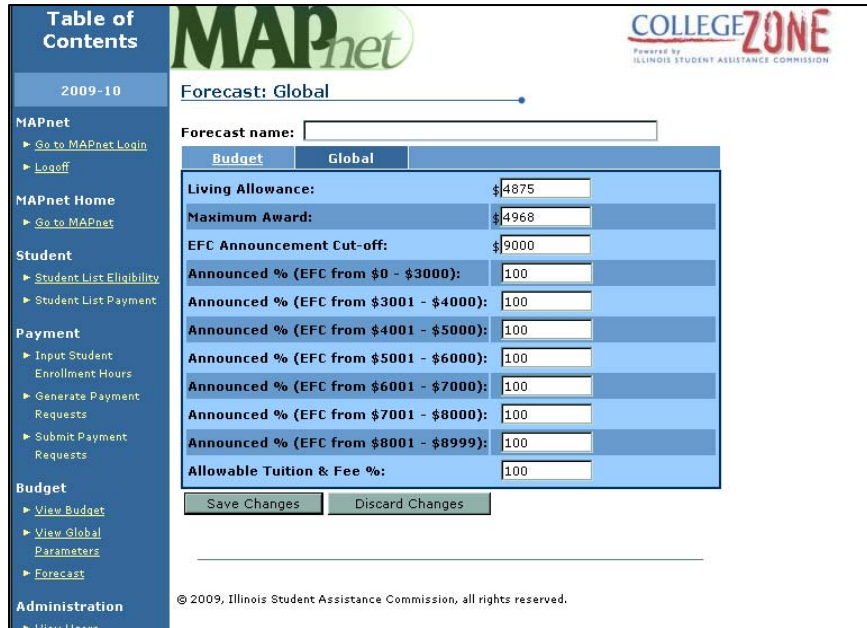 Table of
Contents
2009-10
MAPnet
Go to MAPnet Login
Logoff
MAPnet Home
Go to MAPnet
Student
Student List Eligibility
Student List Payment
Payment
Input Student
Enrollment Hours
Generate Payment
Requests
Submit Payment
Requests
Budget
View Budget
View Global
Parameters
Forecast
Administration
View Users
MAPnet
COLLEGE ZONE
Powered by
ILLINOIS STUDENT ASSISTANCE COMMISSION
Forecast: Global
Forecast name:
Budget Global
Living Allowance: $ 4875
Maximum Award: $ 4968
EFC Announcement Cut-off: $ 9000
Announced % (EFC from $0 - $3000): 100
Announced % (EFC from $3001 - $4000): 100
Announced % (EFC from $4001 - $5000): 100
Announced % (EFC from $5001 - $6000): 100
Announced % (EFC from $6001 - $7000): 100
Announced % (EFC from $7001 - $8000): 100
Announced % (EFC from $8001 - $8999): 100
Allowable Tuition & Fee %: 100
Save Changes Discard Changes
© 2009, Illinois Student Assistance Commission, all rights reserved.